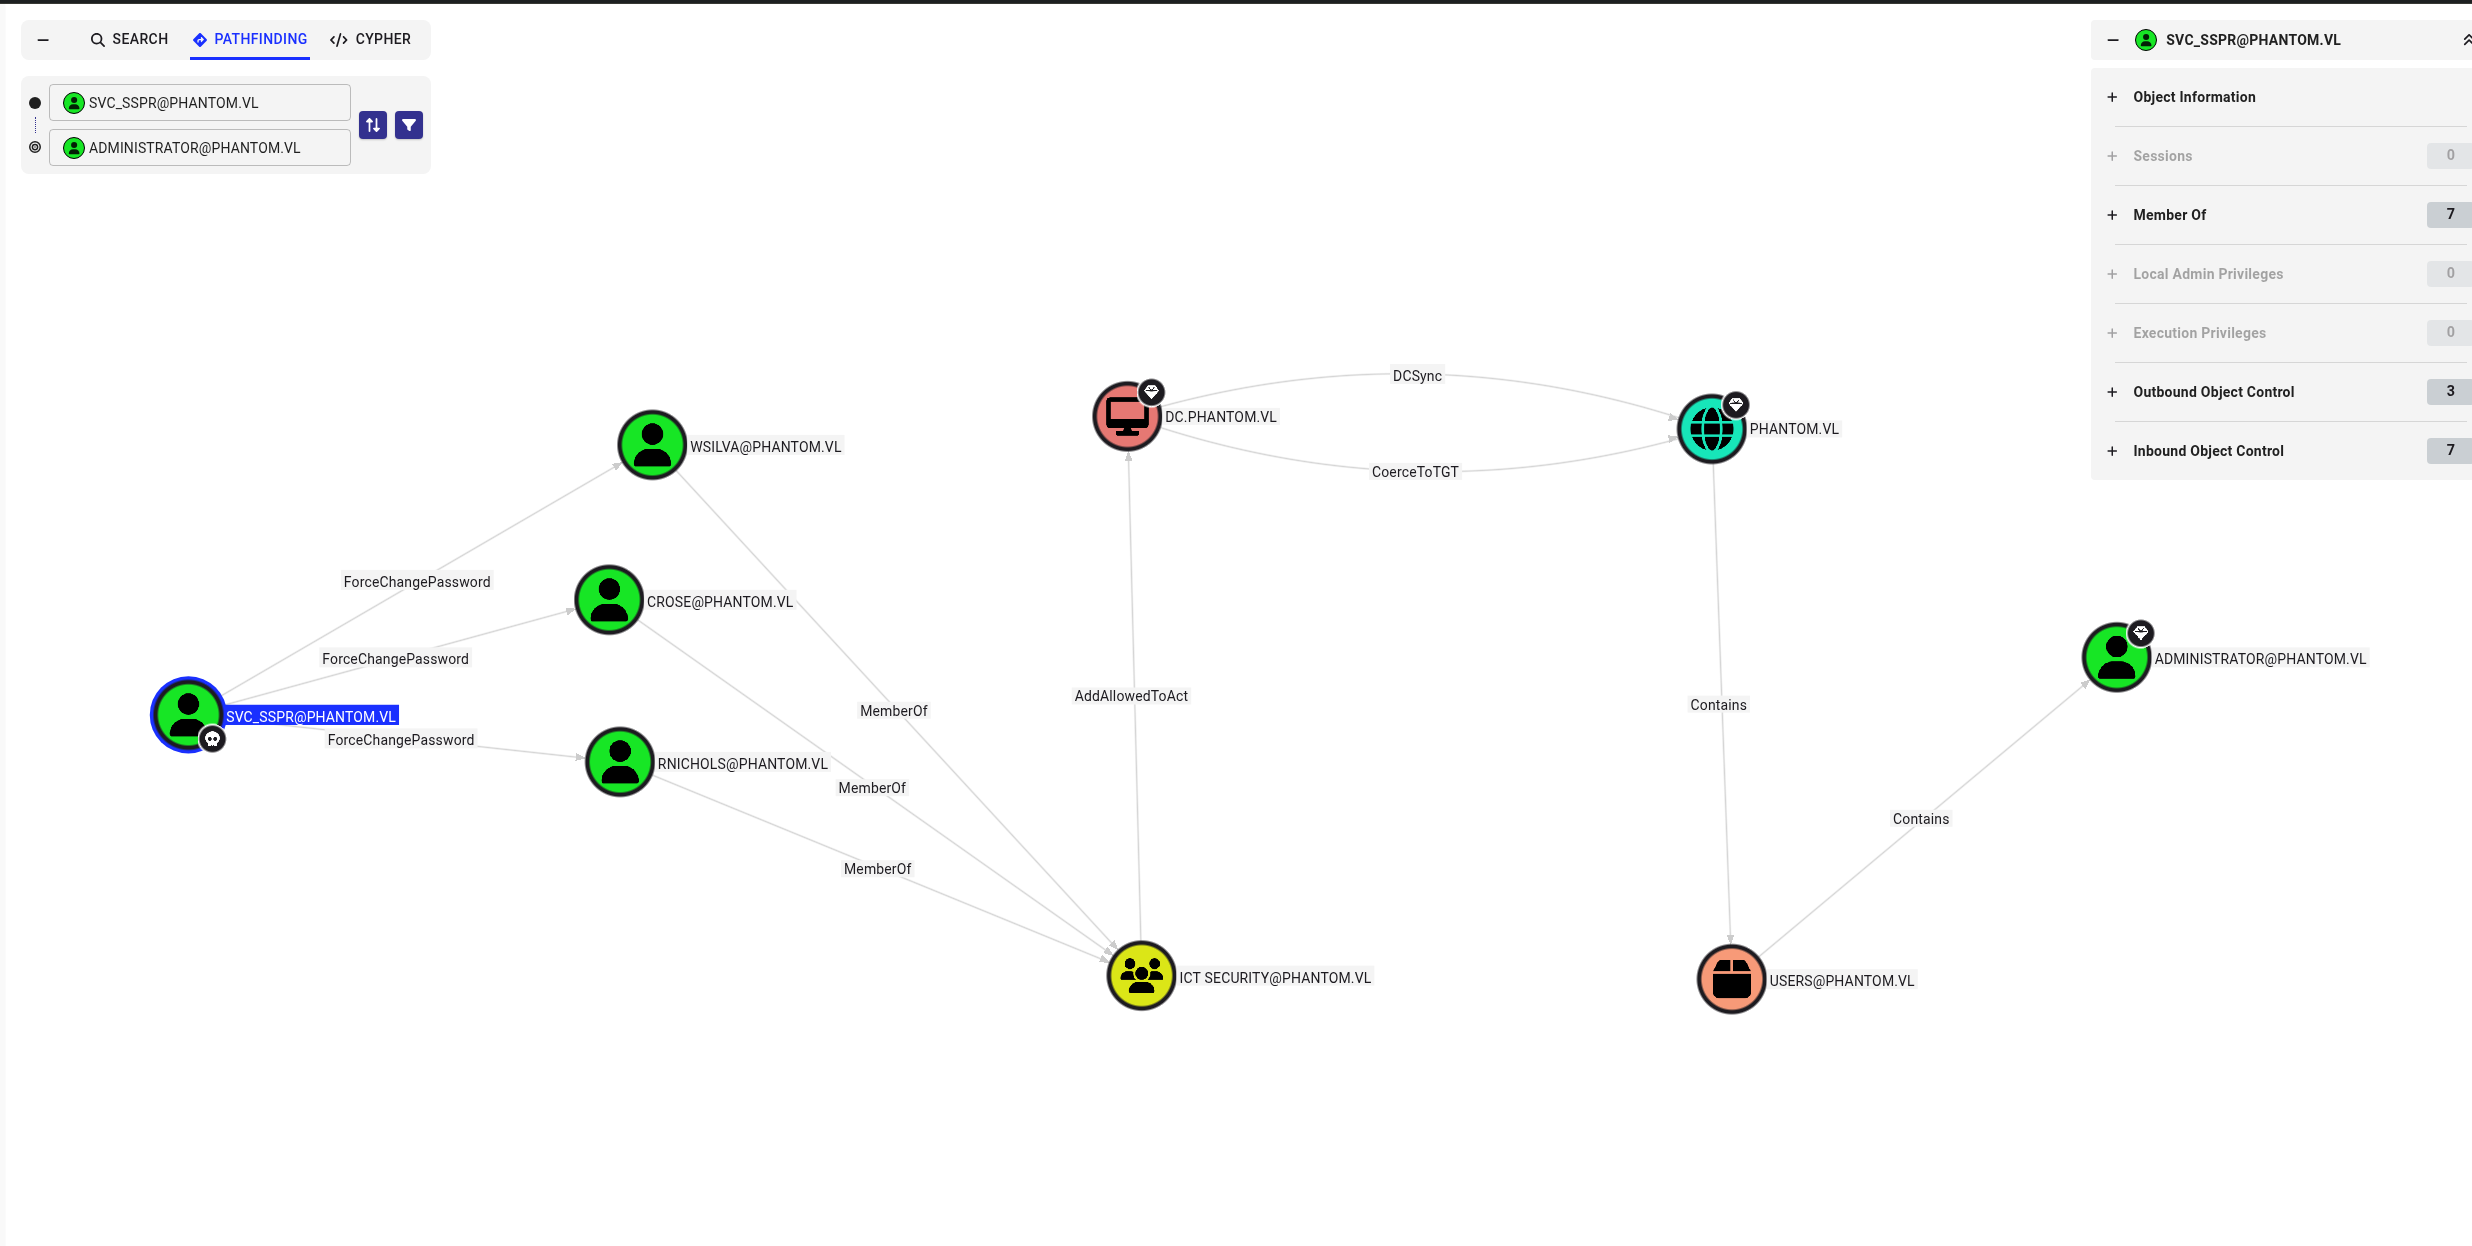 SEARCH
PATHFINDING
CYPHER
SVC_SSPR@PHANTOM.VL
ADMINISTRATOR@PHANTOM.VL
SVC_SSPR@PHANTOM.VL
Object Information
Sessions 0
Member Of 7
Local Admin Privileges 0
Execution Privileges 0
Outbound Object Control 3
Inbound Object Control 7
DCSync
DC.PHANTOM.VL
PHANTOM.VL
WSILVA@PHANTOM.VL
CoerceToTGT
ForceChangePassword
CROSE@PHANTOM.VL
ForceChangePassword
ADMINISTRATOR@PHANTOM.VL
AddAllowedToAct
Contains
MemberOf
SVC_SSPR@PHANTOM.VL
ForceChangePassword
RNICHOLS@PHANTOM.VL
MemberOf
Contains
MemberOf
ICT SECURITY@PHANTOM.VL
USERS@PHANTOM.VL